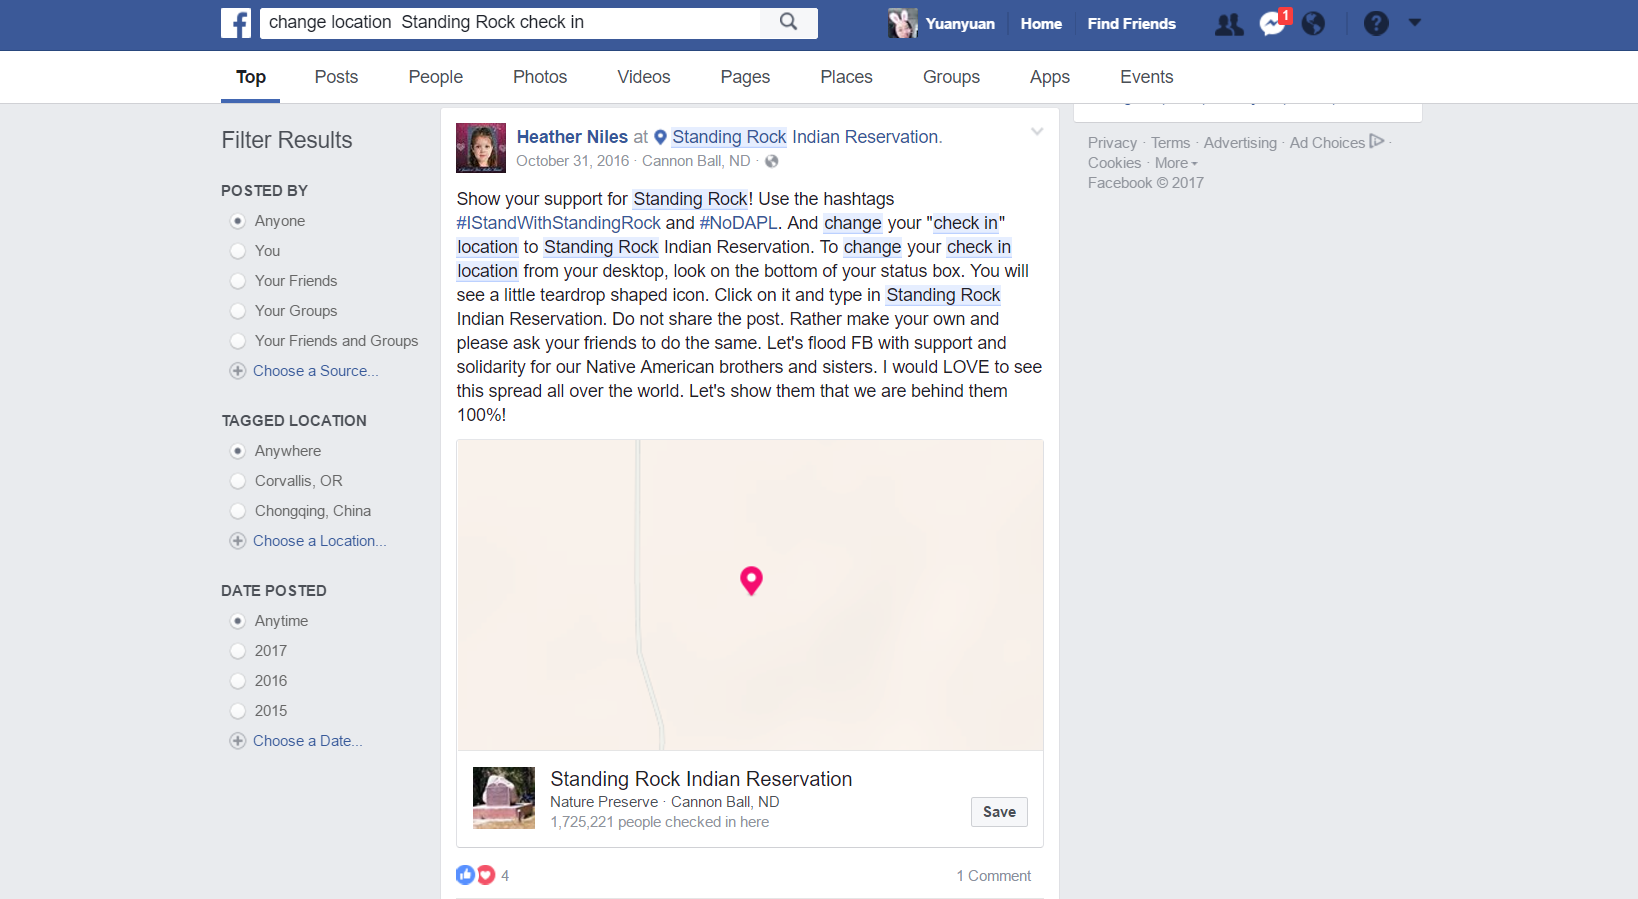 change location  Standing Rock check in
Yuanyuan
Home
Find Friends
1
Top
Posts
People
Photos
Videos
Pages
Places
Groups
Apps
Events
Filter Results
POSTED BY
Anyone
You
Your Friends
Your Groups
Your Friends and Groups
Choose a Source...
TAGGED LOCATION
Anywhere
Corvallis, OR
Chongqing, China
Choose a Location...
DATE POSTED
Anytime
2017
2016
2015
Choose a Date...
Heather Niles at Standing Rock Indian Reservation.
October 31, 2016 · Cannon Ball, ND ·
Show your support for Standing Rock! Use the hashtags
#IStandWithStandingRock and #NoDAPL. And change your "check in"
location to Standing Rock Indian Reservation. To change your check in
location from your desktop, look on the bottom of your status box. You will
see a little teardrop shaped icon. Click on it and type in Standing Rock
Indian Reservation. Do not share the post. Rather make your own and
please ask your friends to do the same. Let's flood FB with support and
solidarity for our Native American brothers and sisters. I would LOVE to see
this spread all over the world. Let's show them that we are behind them
100%!
Standing Rock Indian Reservation
Nature Preserve · Cannon Ball, ND
1,725,221 people checked in here
Save
4
1 Comment
Privacy · Terms · Advertising · Ad Choices ·
Cookies · More
Facebook © 2017